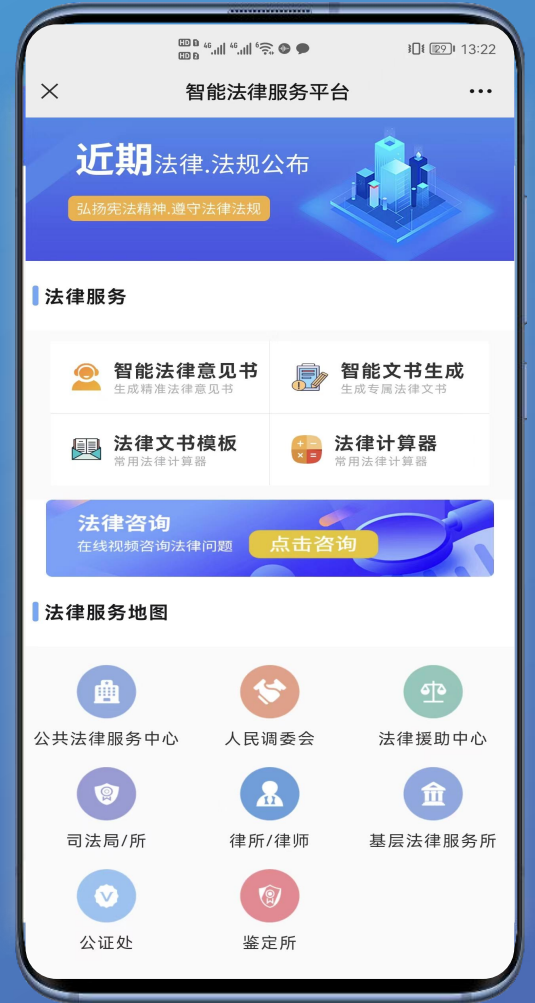 HD 1 4G 4G 6 29 13:22
HD 2
智能法律服务平台
近期法律.法规公布
弘扬宪法精神.遵守法律法规
法律服务
智能法律意见书 智能文书生成
生成精准法律意见书 生成专属法律文书
法律文书模板 法律计算器
常用法律计算器 常用法律计算器
法律咨询
在线视频咨询法律问题 点击咨询
法律服务地图
公共法律服务中心 人民调委会 法律援助中心
司法局/所 律所/律师 基层法律服务所
公证处 鉴定所